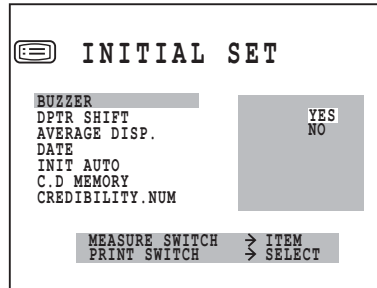 INITIAL SET
BUZZER
DPTR SHIFT
AVERAGE DISP.
DATE
INIT AUTO
C.D MEMORY
CREDIBILITY.NUM
YES
NO
MEASURE SWITCH → ITEM
PRINT SWITCH → SELECT